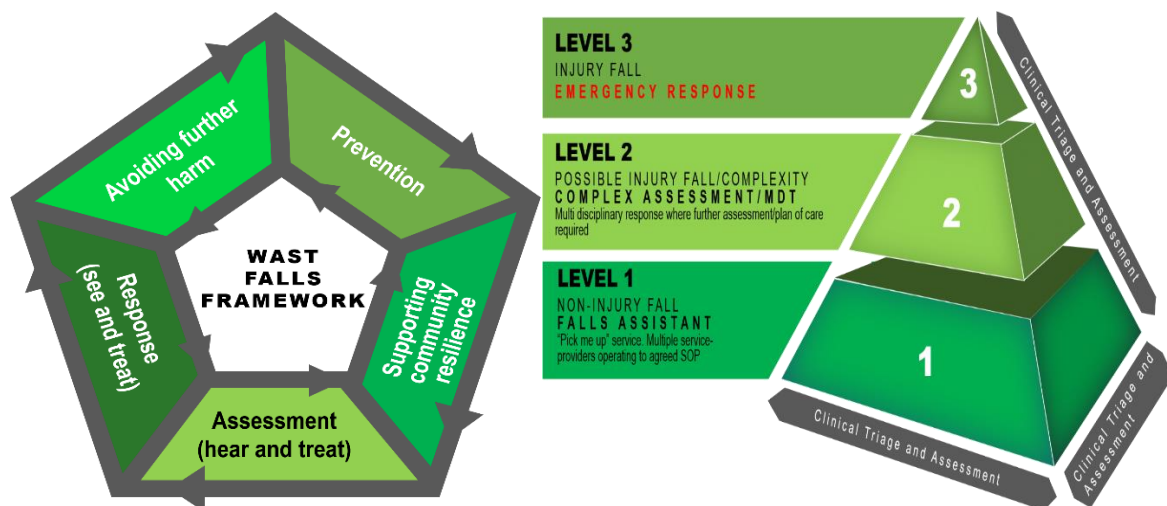 Avoiding further
harm
Prevention
Supporting
community
resilience
Assessment
(hear and treat)
Response
(see and treat)
WAST
FALLS
FRAMEWORK
LEVEL 3
INJURY FALL
EMERGENCY RESPONSE
LEVEL 2
POSSIBLE INJURY FALL/COMPLEXITY
COMPLEX ASSESSMENT/MDT
Multi disciplinary response where further assessment/plan of care
required
LEVEL 1
NON-INJURY FALL
FALLS ASSISTANT
"Pick me up" service. Multiple service-
providers operating to agreed SOP
3
2
1
Clinical Triage and Assessment
Clinical Triage and Assessment
Clinical Triage and
Assessment